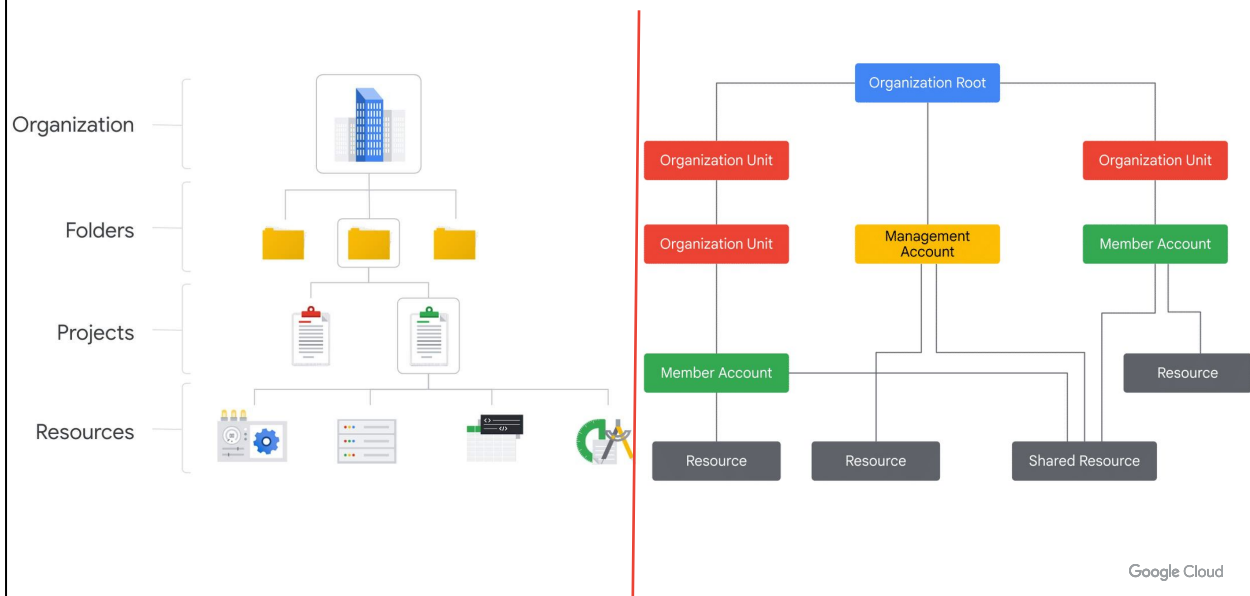 Organization
Folders
Projects
Resources
Organization Root
Organization Unit
Organization Unit
Organization Unit
Management
Account
Member Account
Member Account
Resource
Resource
Resource
Shared Resource
Google Cloud